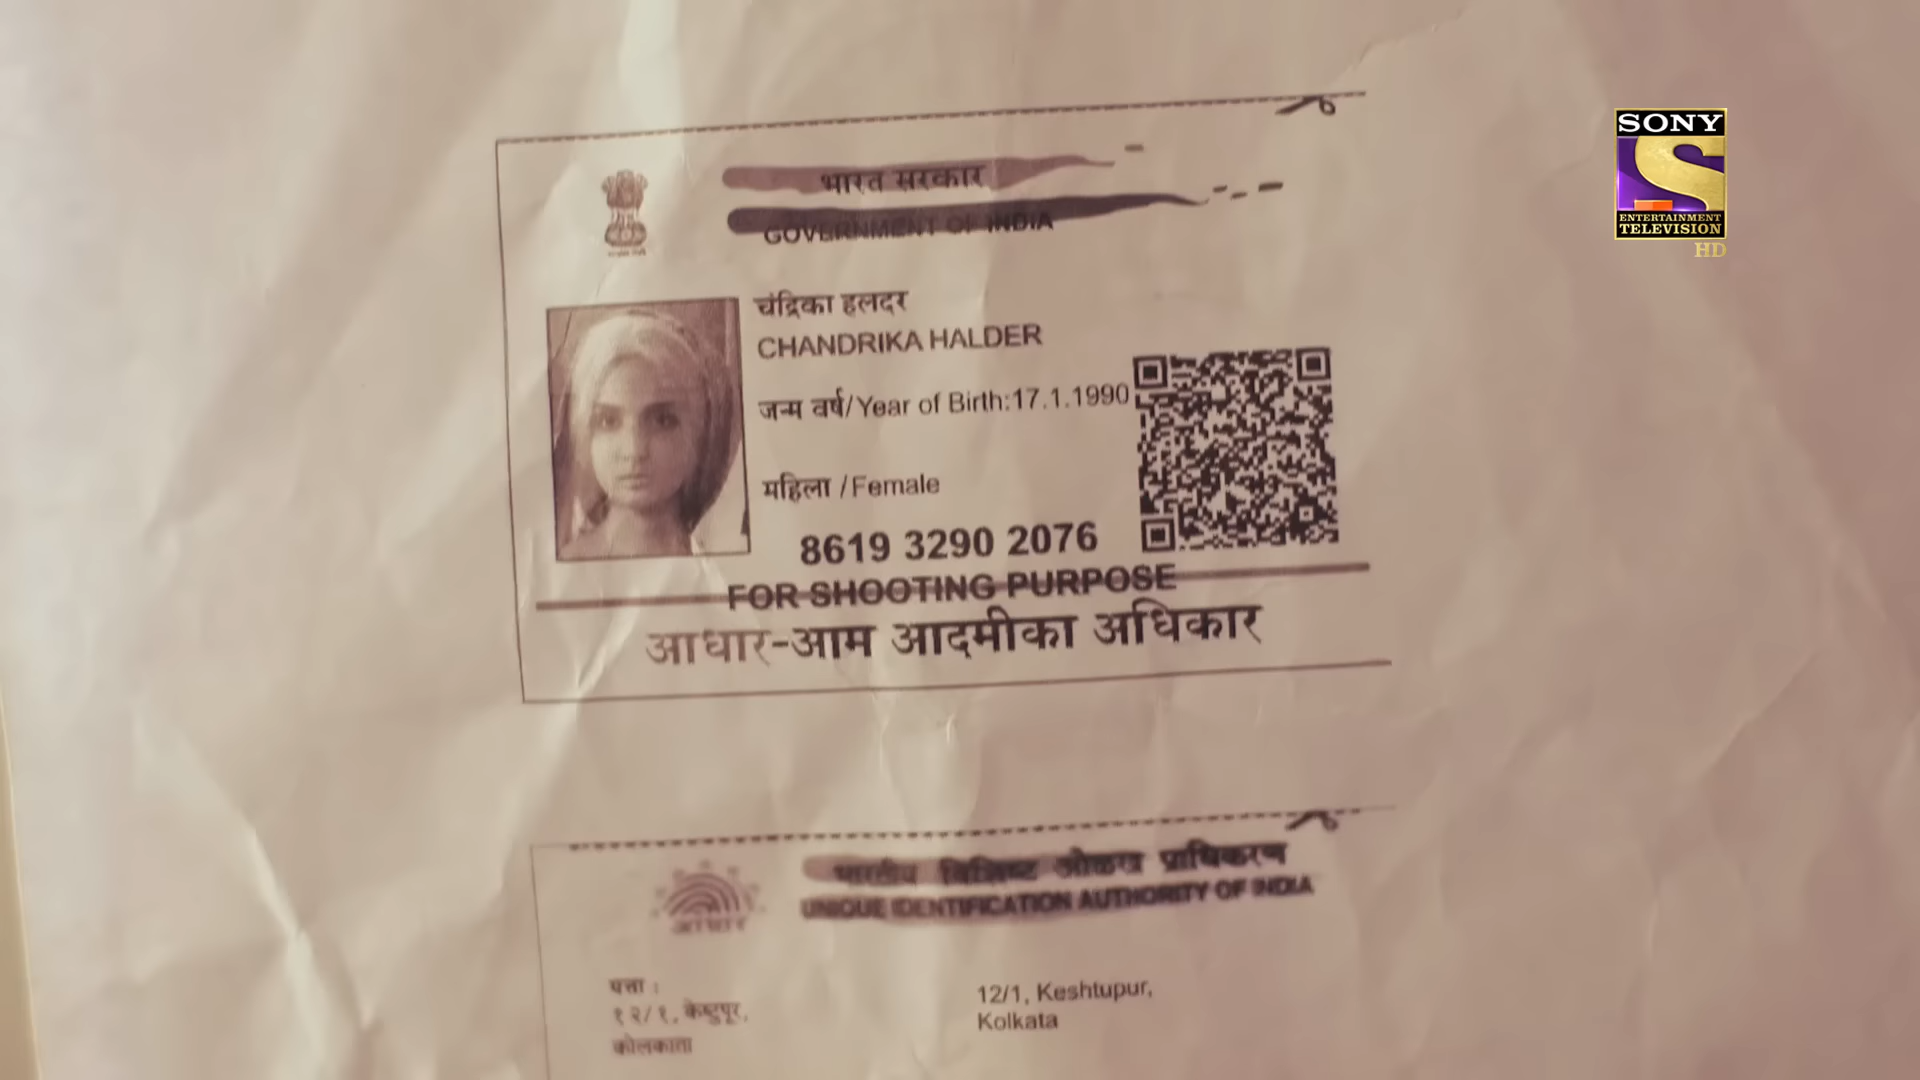 SONY
ENTERTAINMENT
TELEVISION
HD
भारत सरकार
GOVERNMENT OF INDIA
चंद्रिका हलदर
CHANDRIKA HALDER
जन्म वर्ष/Year of Birth:17.1.1990
महिला /Female
8619 3290 2076
FOR SHOOTING PURPOSE
आधार-आम आदमीका अधिकार
भारतीय विशिष्ट ओळख प्राधिकरण
UNIQUE IDENTIFICATION AUTHORITY OF INDIA
आधार
पत्ता :
१२/१, केष्टुपूर,
कोलकाता
12/1, Keshtupur,
Kolkata